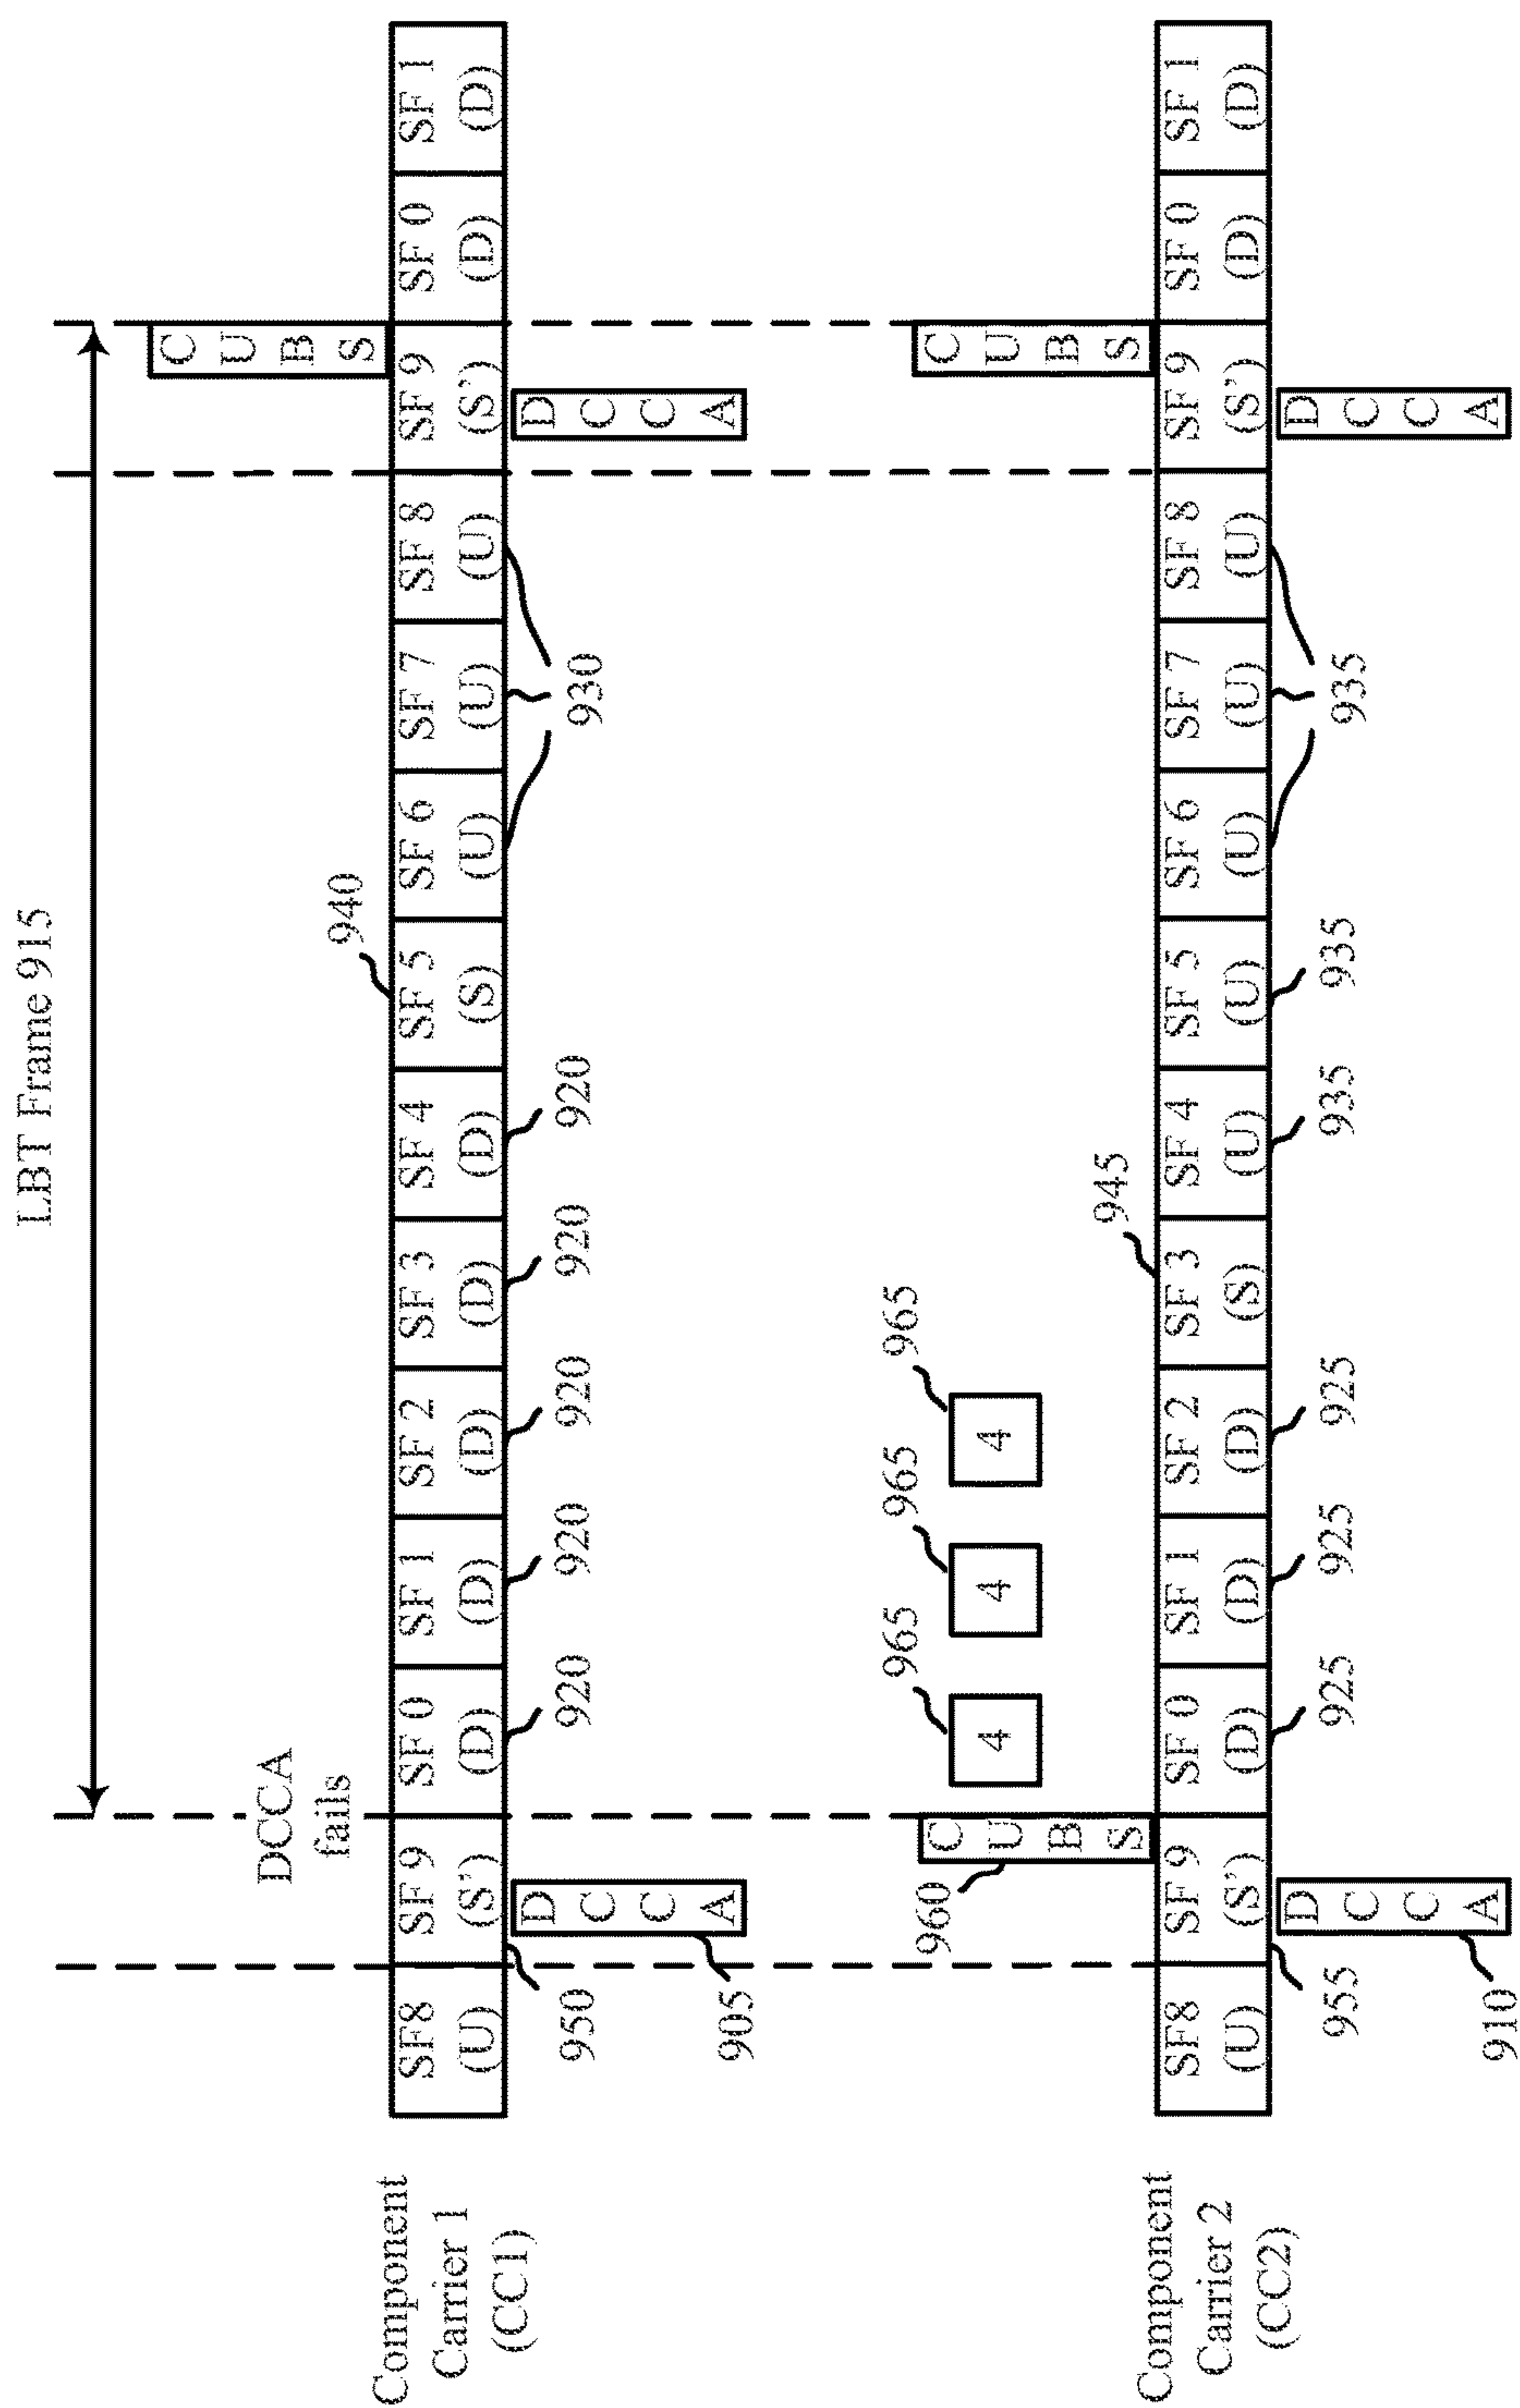 LBT Frame 915
DCCA
fails
C U B S
940
Component
Carrier 1
(CC1)
SF8 SF 9 SF 0 SF 1 SF 2 SF 3 SF 4 SF 5 SF 6 SF 7 SF 8 SF 9 SF 0 SF 1
(U) (S') (D) (D) (D) (D) (D) (S) (U) (U) (U) (S') (D) (D)
950 920 920 920 920 920 930
D C C A
D C C A
905
965 965 965
945
960
C U B S
4 4 4
C U B S
Component
Carrier 2
(CC2)
SF8 SF 9 SF 0 SF 1 SF 2 SF 3 SF 4 SF 5 SF 6 SF 7 SF 8 SF 9 SF 0 SF 1
(U) (S') (D) (D) (D) (S) (U) (U) (U) (U) (U) (S') (D) (D)
955 925 925 925 935 935 935
D C C A
D C C A
910